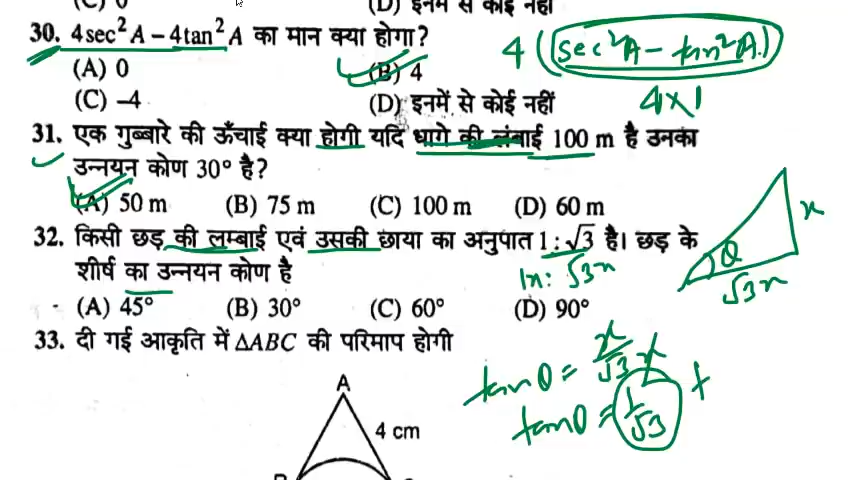 (D) इनमें से कोई नहीं
30. 4sec²A – 4tan²A का मान क्या होगा? 4 (sec²A – tan²A.)
(A) 0 (B) 4
(C) –4 (D) इनमें से कोई नहीं 4×1
31. एक गुब्बारे की ऊँचाई क्या होगी यदि धागे की लंबाई 100 m है उनका
उन्नयन कोण 30° है?
(A) 50 m (B) 75 m (C) 100 m (D) 60 m
x
32. किसी छड़ की लम्बाई एवं उसकी छाया का अनुपात 1 : √3 है। छड़ के
θ
शीर्ष का उन्नयन कोण है 1x : √3x
√3x
(A) 45° (B) 30° (C) 60° (D) 90°
33. दी गई आकृति में ΔABC की परिमाप होगी
tanθ = x/√3x
A
tanθ = 1/√3
4 cm